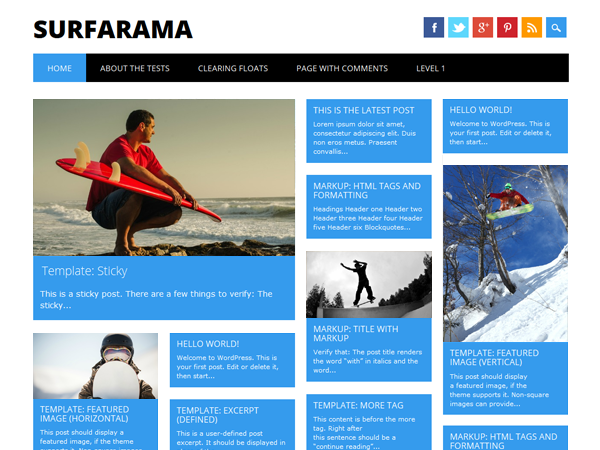 SURFARAMA
HOME ABOUT THE TESTS CLEARING FLOATS PAGE WITH COMMENTS LEVEL 1
Template: Sticky
This is a sticky post. There are a few things to verify: The
sticky...
TEMPLATE: FEATURED
IMAGE (HORIZONTAL)
This post should display a
featured image, if the theme
HELLO WORLD!
Welcome to WordPress. This is
your first post. Edit or delete it,
then start...
TEMPLATE: EXCERPT
(DEFINED)
This is a user-defined post
excerpt. It should be displayed in
THIS IS THE LATEST POST
Lorem ipsum dolor sit amet,
consectetur adipiscing elit. Duis
non eros metus. Praesent
convallis...
MARKUP: HTML TAGS AND
FORMATTING
Headings Header one Header two
Header three Header four Header
five Header six Blockquotes...
MARKUP: TITLE WITH
MARKUP
Verify that: The post title renders
the word "with" in italics and the
word...
TEMPLATE: MORE TAG
This content is before the more
tag. Right after
this sentence should be a
"continue reading"...
HELLO WORLD!
Welcome to WordPress. This is
your first post. Edit or delete it,
then start...
TEMPLATE: FEATURED
IMAGE (VERTICAL)
This post should display
a featured image, if the
theme supports it. Non-square
images can provide...
MARKUP: HTML TAGS AND